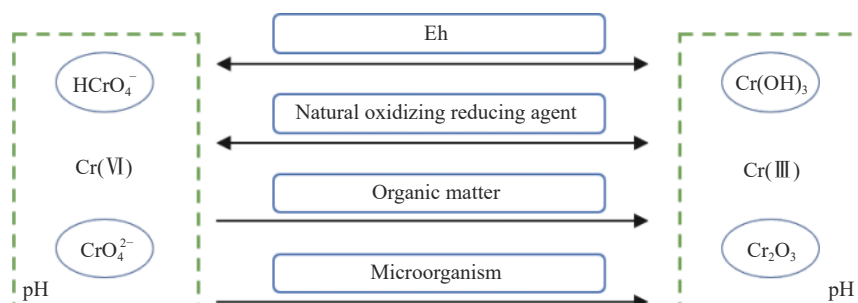 Eh
HCrO₄⁻
Cr(OH)₃
Natural oxidizing reducing agent
Cr(Ⅵ)
Cr(Ⅲ)
Organic matter
CrO₄²⁻
Cr₂O₃
Microorganism
pH
pH